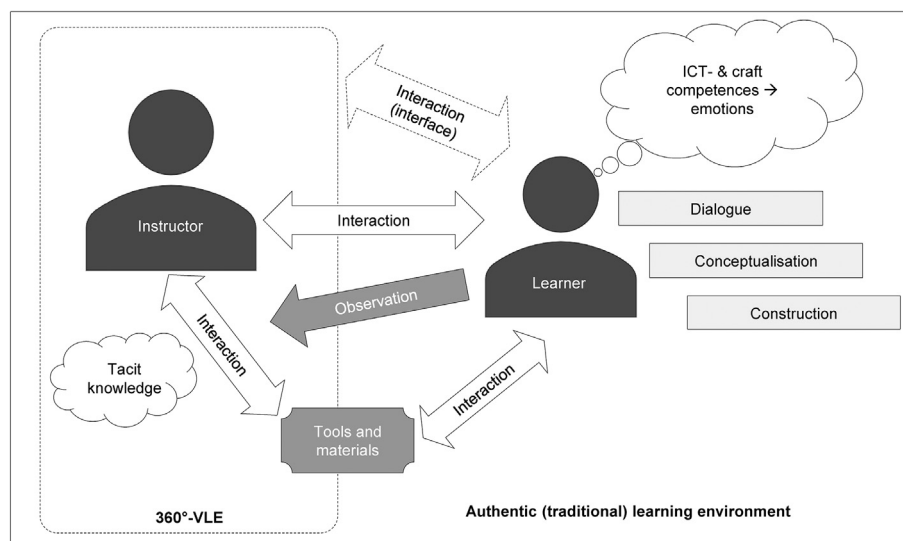 ICT- & craft
competences →
emotions
Interaction
(interface)
Instructor
Interaction
Dialogue
Conceptualisation
Construction
Learner
Observation
Interaction
Tacit
knowledge
Interaction
Tools and
materials
360°-VLE
Authentic (traditional) learning environment